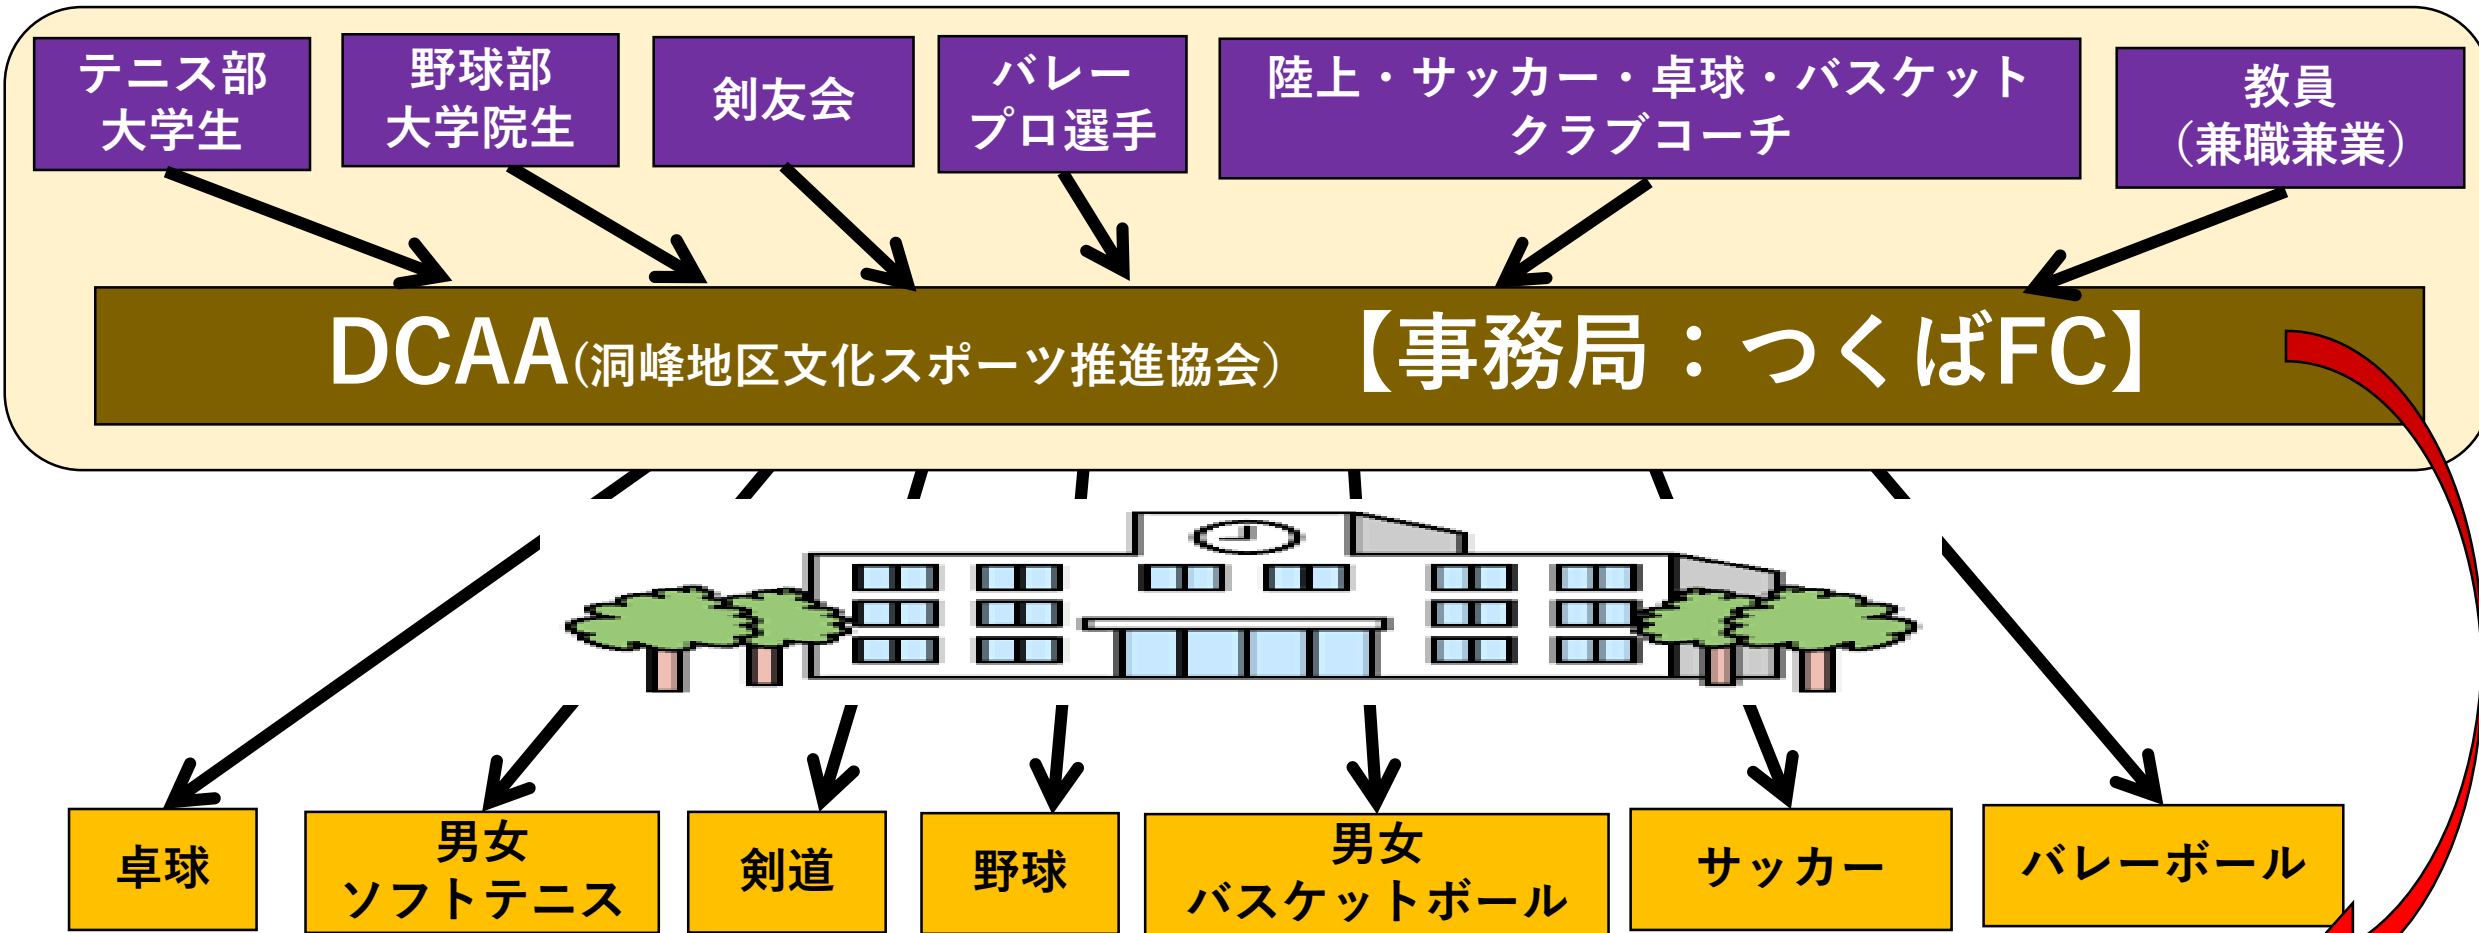 テニス部
大学生
野球部
大学院生
剣友会
バレー
プロ選手
陸上・サッカー・卓球・バスケット
クラブコーチ
教員
（兼職兼業）
DCAA(洞峰地区文化スポーツ推進協会) 【事務局：つくばFC】
卓球
男女
ソフトテニス
剣道
野球
男女
バスケットボール
サッカー
バレーボール